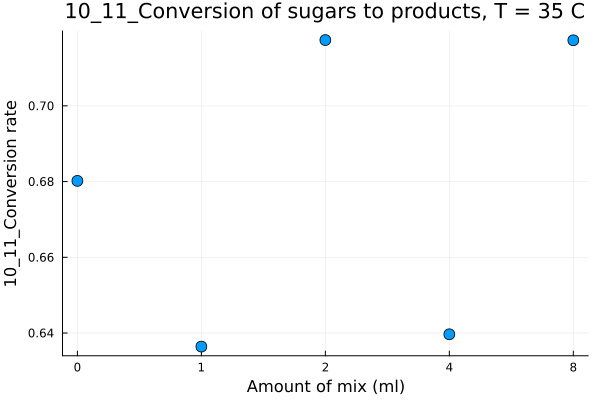 10_11_Conversion of sugars to products, T = 35 C
10_11_Conversion rate
0.70
0.68
0.66
0.64
0 1 2 4 8
Amount of mix (ml)